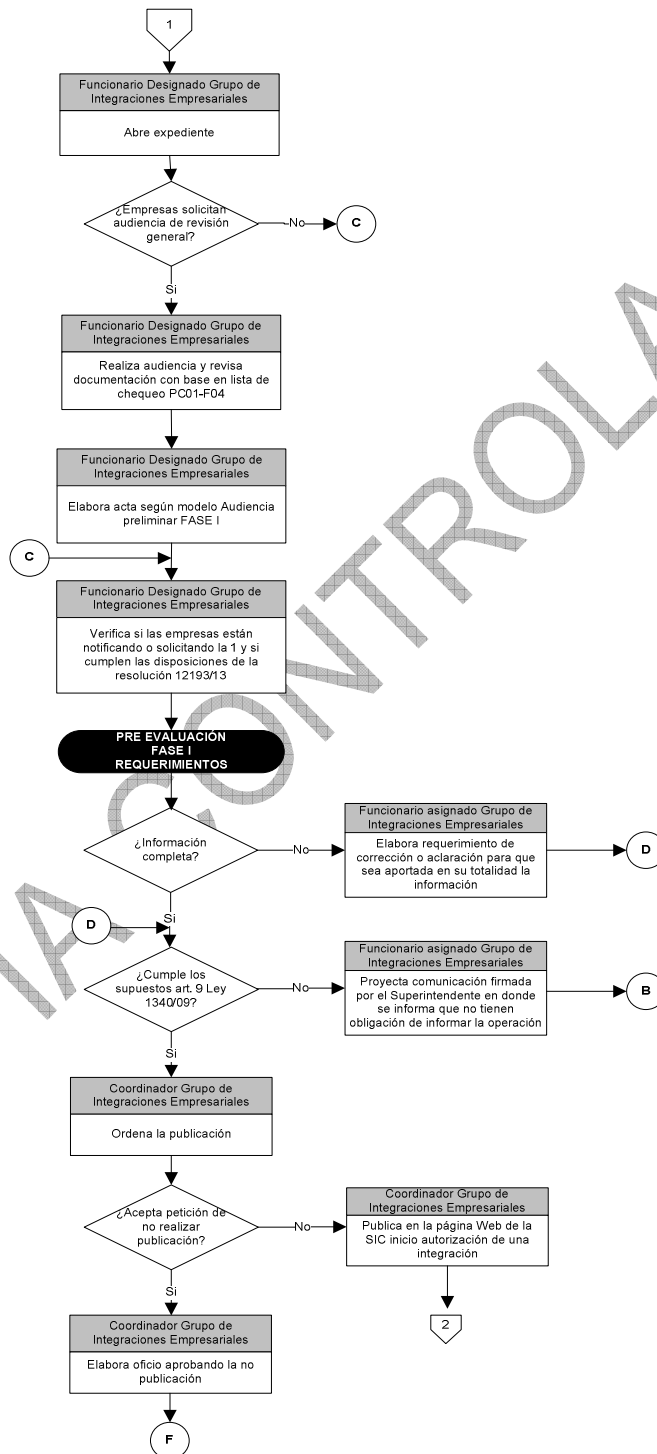 1
Funcionario Designado Grupo de
Integraciones Empresariales
Abre expediente
¿Empresas solicitan
audiencia de revisión
general?
No
C
Si
Funcionario Designado Grupo de
Integraciones Empresariales
Realiza audiencia y revisa
documentación con base en lista de
chequeo PC01-F04
Funcionario Designado Grupo de
Integraciones Empresariales
Elabora acta según modelo Audiencia
preliminar FASE I
C
Funcionario Designado Grupo de
Integraciones Empresariales
Verifica si las empresas están
notificando o solicitando la 1 y si
cumplen las disposiciones de la
resolución 12193/13
PRE EVALUACIÓN
FASE I
REQUERIMIENTOS
¿Información
completa?
No
Funcionario asignado Grupo de
Integraciones Empresariales
Elabora requerimiento de
corrección o aclaración para que
sea aportada en su totalidad la
información
D
Si
D
¿Cumple los
supuestos art. 9 Ley
1340/09?
No
Funcionario asignado Grupo de
Integraciones Empresariales
Proyecta comunicación firmada
por el Superintendente en donde
se informa que no tienen
obligación de informar la operación
B
Si
Coordinador Grupo de
Integraciones Empresariales
Ordena la publicación
¿Acepta petición de
no realizar
publicación?
No
Coordinador Grupo de
Integraciones Empresariales
Publica en la página Web de la
SIC inicio autorización de una
integración
2
Si
Coordinador Grupo de
Integraciones Empresariales
Elabora oficio aprobando la no
publicación
F
IA CONTROLA